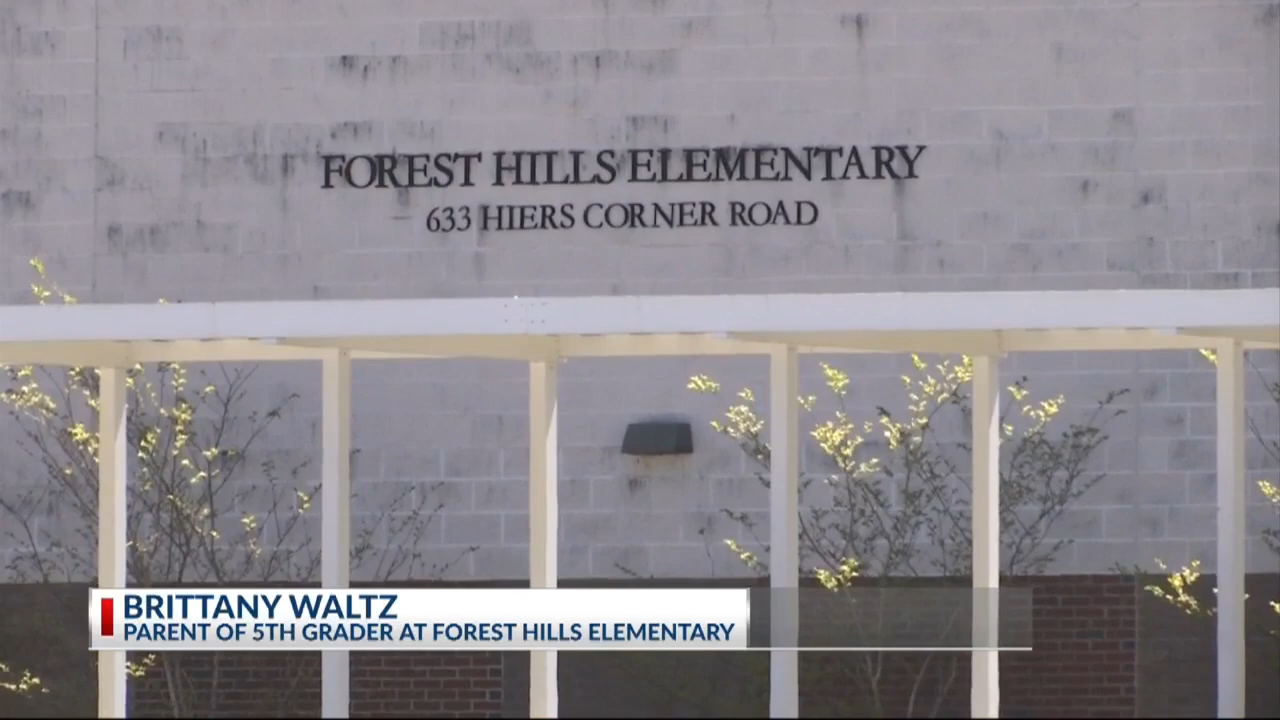 FOREST HILLS ELEMENTARY
633 HIERS CORNER ROAD
BRITTANY WALTZ
PARENT OF 5TH GRADER AT FOREST HILLS ELEMENTARY